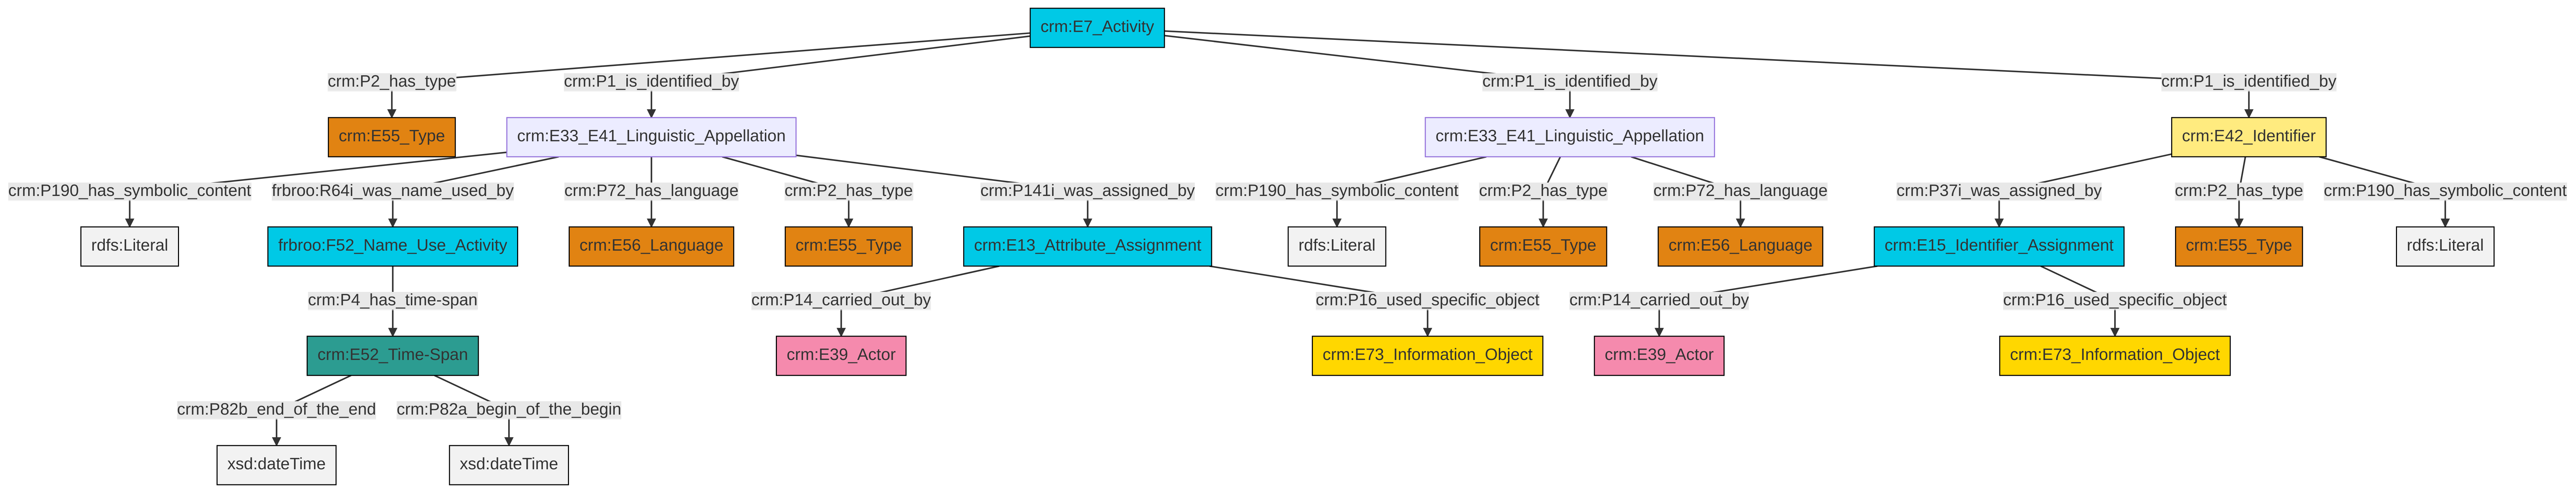 crm:E7_Activity
crm:P2_has_type
crm:P1_is_identified_by
crm:P1_is_identified_by
crm:P1_is_identified_by
crm:E55_Type
crm:E33_E41_Linguistic_Appellation
crm:E33_E41_Linguistic_Appellation
crm:E42_Identifier
crm:P190_has_symbolic_content
frbroo:R64i_was_name_used_by
crm:P72_has_language
crm:P2_has_type
crm:P141i_was_assigned_by
crm:P190_has_symbolic_content
crm:P2_has_type
crm:P72_has_language
crm:P37i_was_assigned_by
crm:P2_has_type
crm:P190_has_symbolic_content
rdfs:Literal
frbroo:F52_Name_Use_Activity
crm:E56_Language
crm:E55_Type
crm:E13_Attribute_Assignment
rdfs:Literal
crm:E55_Type
crm:E56_Language
crm:E15_Identifier_Assignment
crm:E55_Type
rdfs:Literal
crm:P4_has_time-span
crm:P14_carried_out_by
crm:P16_used_specific_object
crm:P14_carried_out_by
crm:P16_used_specific_object
crm:E52_Time-Span
crm:E39_Actor
crm:E73_Information_Object
crm:E39_Actor
crm:E73_Information_Object
crm:P82b_end_of_the_end
crm:P82a_begin_of_the_begin
xsd:dateTime
xsd:dateTime